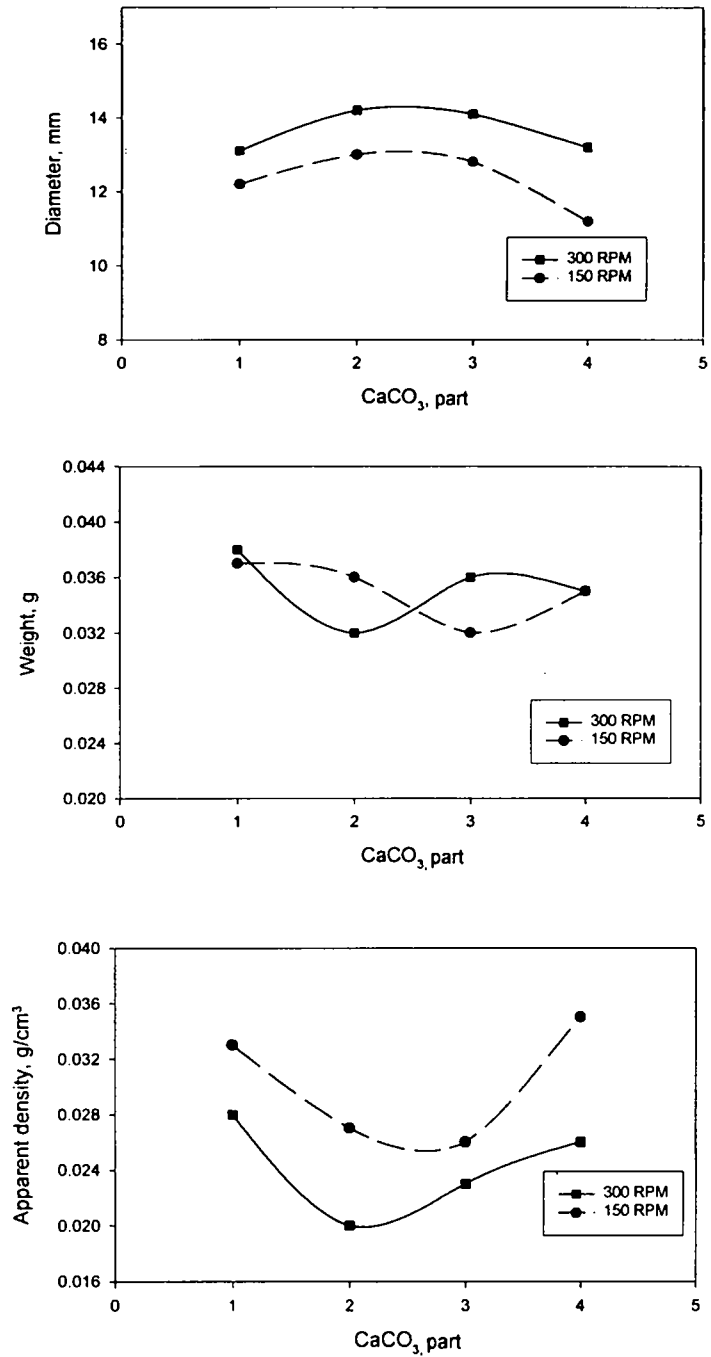 16
14
12
10
8
Diameter, mm
300 RPM
150 RPM
0 1 2 3 4 5
CaCO₃, part
0.044
0.040
0.036
0.032
0.028
0.024
0.020
Weight, g
300 RPM
150 RPM
0 1 2 3 4 5
CaCO₃, part
0.040
0.036
0.032
0.028
0.024
0.020
0.016
Apparent density, g/cm³
300 RPM
150 RPM
0 1 2 3 4 5
CaCO₃, part